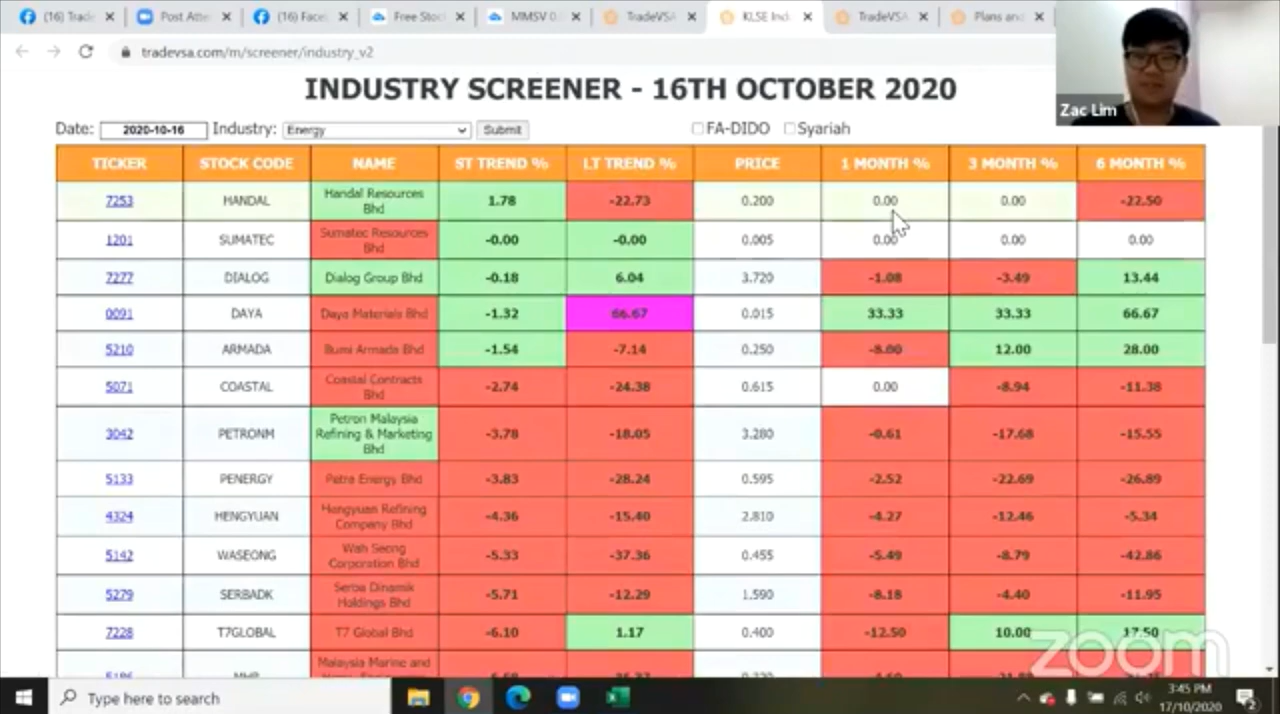 (16) Trade
Post Atte
(16) Face
Free Stoc
MMSV 0.
TradeVSA
KLSE Ind
TradeVSA
Plans and
tradevsa.com/m/screener/industry_v2
Zac Lim
INDUSTRY SCREENER - 16TH OCTOBER 2020
Date: 2020-10-16 Industry: Energy Submit FA-DIDO Syariah
TICKER STOCK CODE NAME ST TREND % LT TREND % PRICE 1 MONTH % 3 MONTH % 6 MONTH %
7253 HANDAL Handal Resources Bhd 1.78 -22.73 0.200 0.00 0.00 -22.50
1201 SUMATEC Sumatec Resources Bhd -0.00 -0.00 0.005 0.00 0.00 0.00
7277 DIALOG Dialog Group Bhd -0.18 6.04 3.720 -1.08 -3.49 13.44
0091 DAYA Daya Materials Bhd -1.32 66.67 0.015 33.33 33.33 66.67
5210 ARMADA Bumi Armada Bhd -1.54 -7.14 0.250 -8.00 12.00 28.00
5071 COASTAL Coastal Contracts Bhd -2.74 -24.38 0.615 0.00 -8.94 -11.38
3042 PETRONM Petron Malaysia Refining & Marketing Bhd -3.78 -18.05 3.280 -0.61 -17.68 -15.55
5133 PENERGY Petra Energy Bhd -3.83 -28.24 0.595 -2.52 -22.69 -26.89
4324 HENGYUAN Hengyuan Refining Company Bhd -4.36 -15.40 2.810 -4.27 -12.46 -5.34
5142 WASEONG Wah Seong Corporation Bhd -5.33 -37.36 0.455 -5.49 -8.79 -42.86
5279 SERBADK Serba Dinamik Holdings Bhd -5.71 -12.29 1.590 -8.18 -4.40 -11.95
7228 T7GLOBAL T7 Global Bhd -6.10 1.17 0.400 -12.50 10.00 17.50
Malaysia Marine and
zoom
Type here to search
3:45 PM
17/10/2020
2